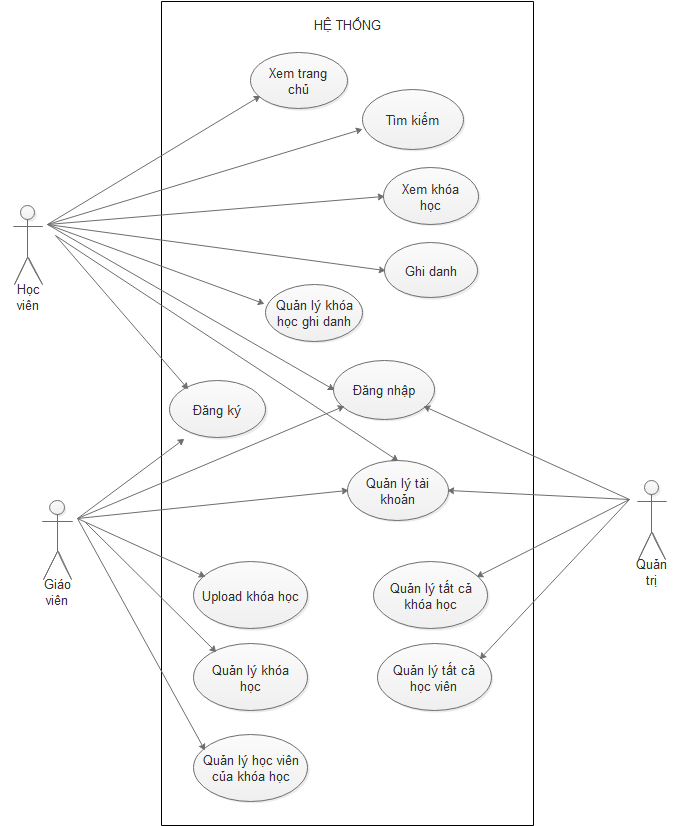 HỆ THỐNG
Xem trang
chủ
Tìm kiếm
Xem khóa
học
Học
viên
Ghi danh
Quản lý khóa
học ghi danh
Đăng nhập
Đăng ký
Quản lý tài
khoản
Giáo
viên
Quản
trị
Upload khóa học
Quản lý tất cả
khóa học
Quản lý khóa
học
Quản lý tất cả
học viên
Quản lý học viên
của khóa học